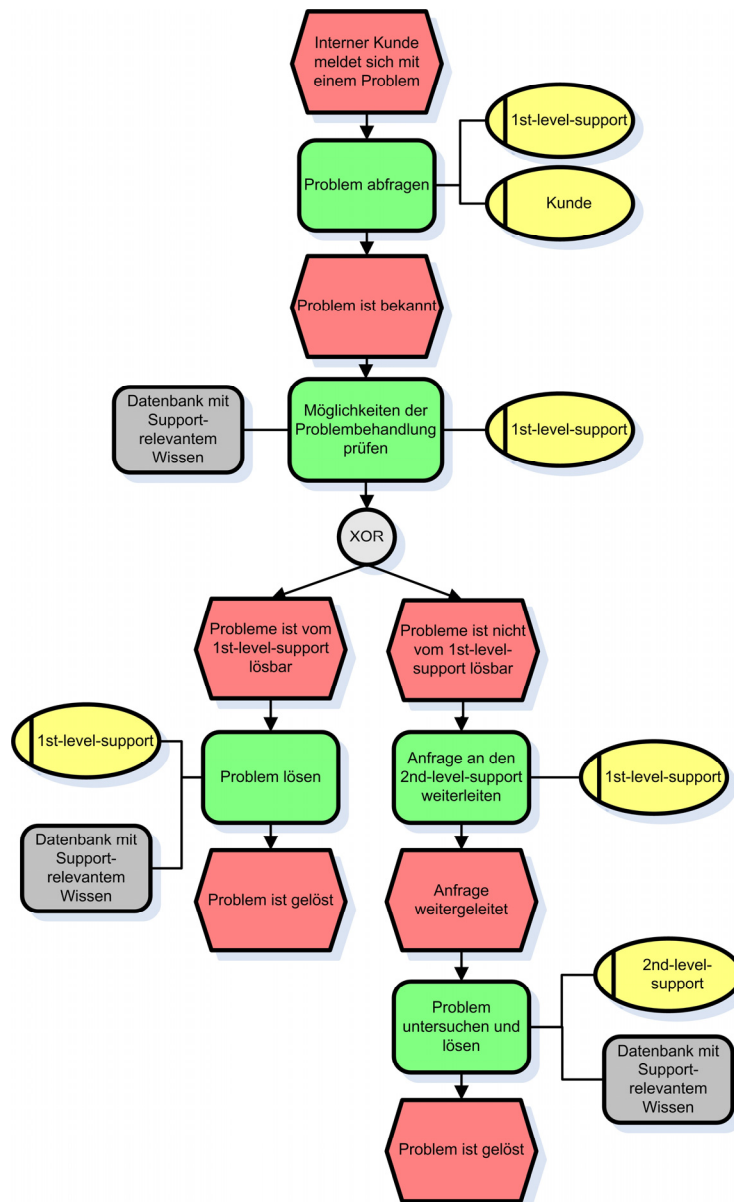 Interner Kunde
meldet sich mit
einem Problem
1st-level-support
Problem abfragen
Kunde
Problem ist bekannt
Datenbank mit
Support-
relevantem
Wissen
Möglichkeiten der
Problembehandlung
prüfen
1st-level-support
XOR
Probleme ist vom
1st-level-support
lösbar
Probleme ist nicht
vom 1st-level-
support lösbar
1st-level-support
Problem lösen
Datenbank mit
Support-
relevantem
Wissen
Anfrage an den
2nd-level-support
weiterleiten
1st-level-support
Problem ist gelöst
Anfrage
weitergeleitet
2nd-level-
support
Problem
untersuchen und
lösen
Datenbank mit
Support-
relevantem
Wissen
Problem ist gelöst